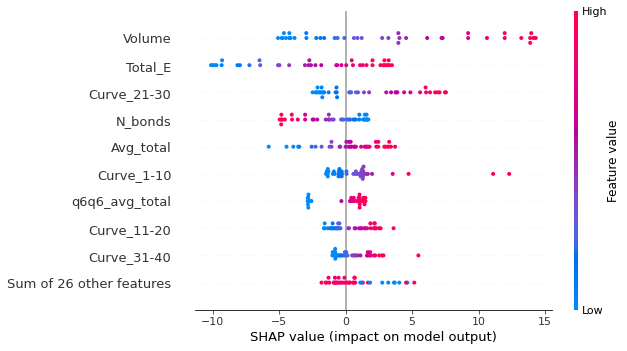 High
Volume
Total_E
Curve_21-30
N_bonds
Avg_total
Curve_1-10
q6q6_avg_total
Curve_11-20
Curve_31-40
Sum of 26 other features
Feature value
Low
−10 −5 0 5 10 15
SHAP value (impact on model output)